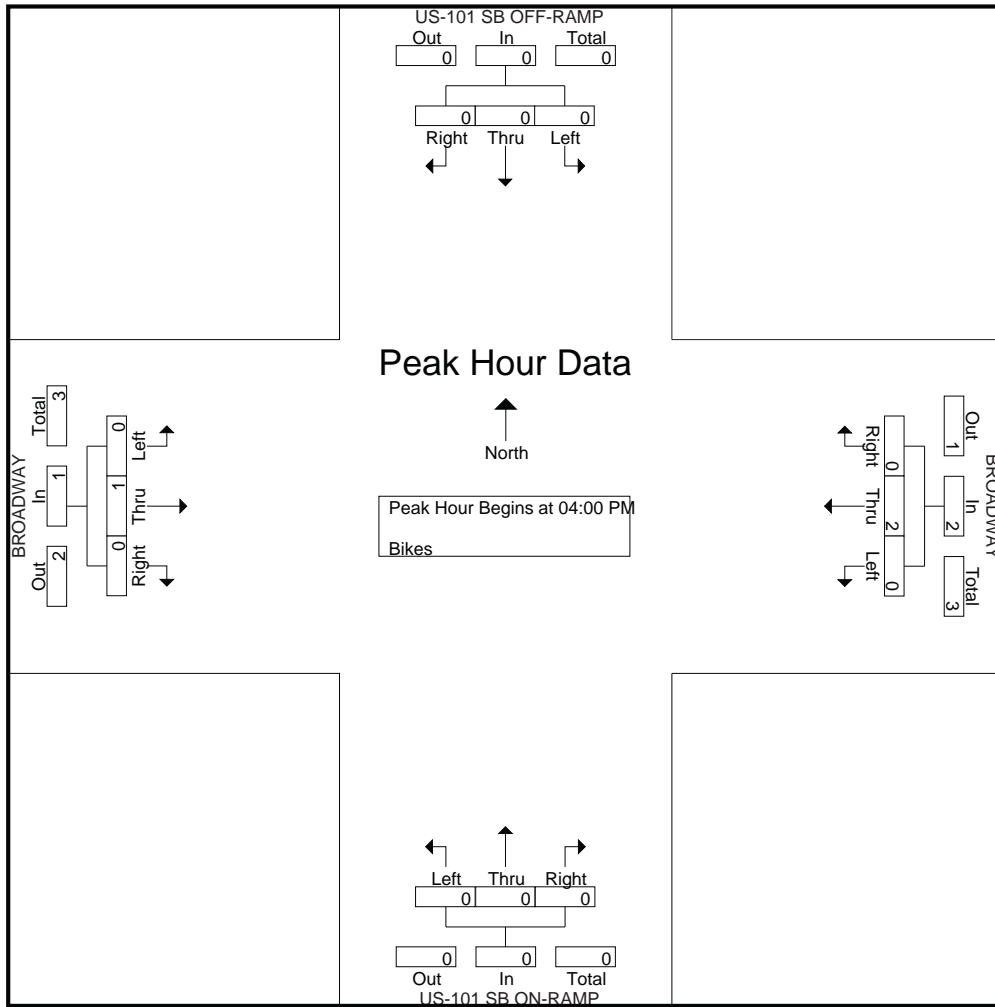 US-101 SB OFF-RAMP
Out In Total
0 0 0
0 0 0
Right Thru Left
Peak Hour Data
North
Peak Hour Begins at 04:00 PM
Bikes
BROADWAY
Total In Out
3 1 2
0 1 0
Left Thru Right
Right Thru Left
0 2 0
Out In Total
1 2 3
BROADWAY
Left Thru Right
0 0 0
0 0 0
Out In Total
US-101 SB ON-RAMP